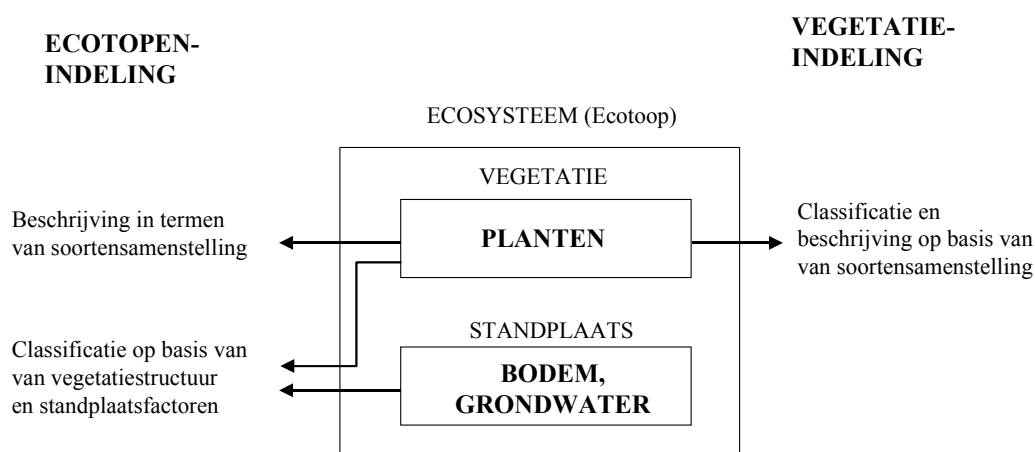 ECOTOPEN-
INDELING
VEGETATIE-
INDELING
ECOSYSTEEM (Ecotoop)
VEGETATIE
PLANTEN
Beschrijving in termen
van soortensamenstelling
Classificatie en
beschrijving op basis van
van soortensamenstelling
STANDPLAATS
BODEM,
GRONDWATER
Classificatie op basis van
van vegetatiestructuur
en standplaatsfactoren